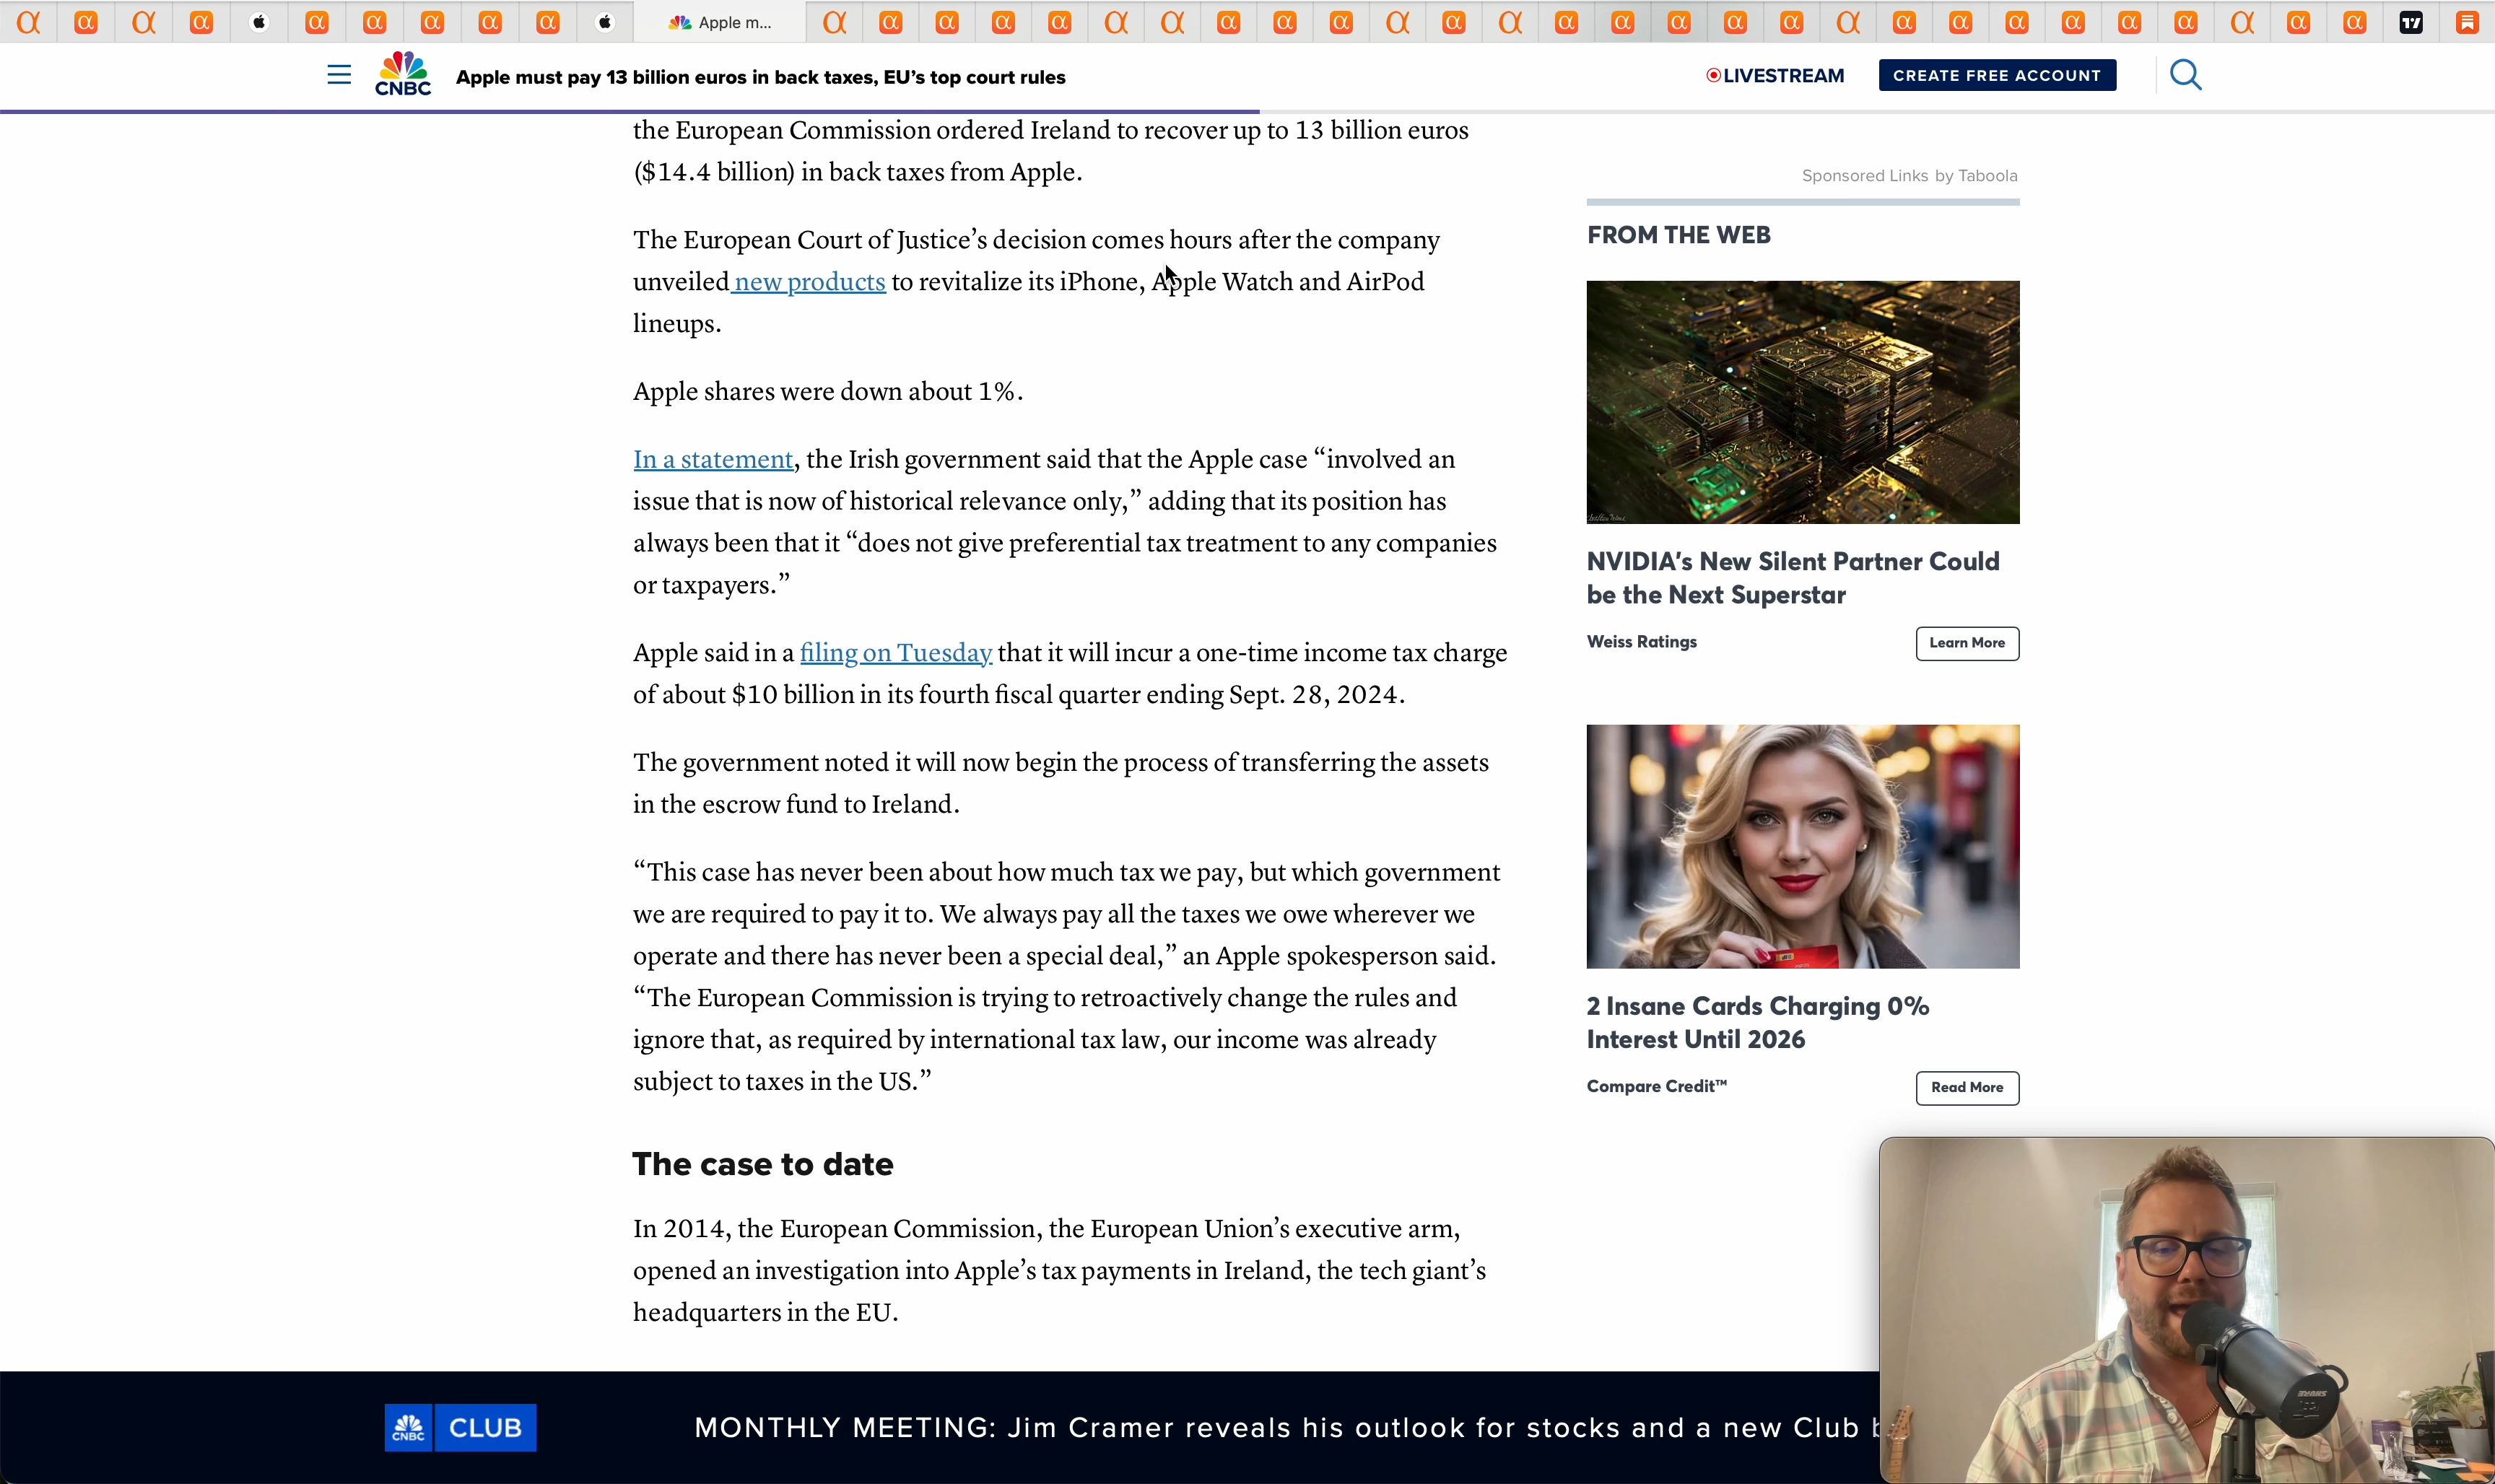 Apple m...
CNBC
Apple must pay 13 billion euros in back taxes, EU’s top court rules
LIVESTREAM
CREATE FREE ACCOUNT
the European Commission ordered Ireland to recover up to 13 billion euros
($14.4 billion) in back taxes from Apple.
The European Court of Justice’s decision comes hours after the company
unveiled new products to revitalize its iPhone, Apple Watch and AirPod
lineups.
Apple shares were down about 1%.
In a statement, the Irish government said that the Apple case “involved an
issue that is now of historical relevance only,” adding that its position has
always been that it “does not give preferential tax treatment to any companies
or taxpayers.”
Apple said in a filing on Tuesday that it will incur a one-time income tax charge
of about $10 billion in its fourth fiscal quarter ending Sept. 28, 2024.
The government noted it will now begin the process of transferring the assets
in the escrow fund to Ireland.
“This case has never been about how much tax we pay, but which government
we are required to pay it to. We always pay all the taxes we owe wherever we
operate and there has never been a special deal,” an Apple spokesperson said.
“The European Commission is trying to retroactively change the rules and
ignore that, as required by international tax law, our income was already
subject to taxes in the US.”
The case to date
In 2014, the European Commission, the European Union’s executive arm,
opened an investigation into Apple’s tax payments in Ireland, the tech giant’s
headquarters in the EU.
Sponsored Links by Taboola
FROM THE WEB
NVIDIA's New Silent Partner Could
be the Next Superstar
Weiss Ratings
Learn More
2 Insane Cards Charging 0%
Interest Until 2026
Compare Credit™
Read More
CNBC
CLUB
MONTHLY MEETING: Jim Cramer reveals his outlook for stocks and a new Club